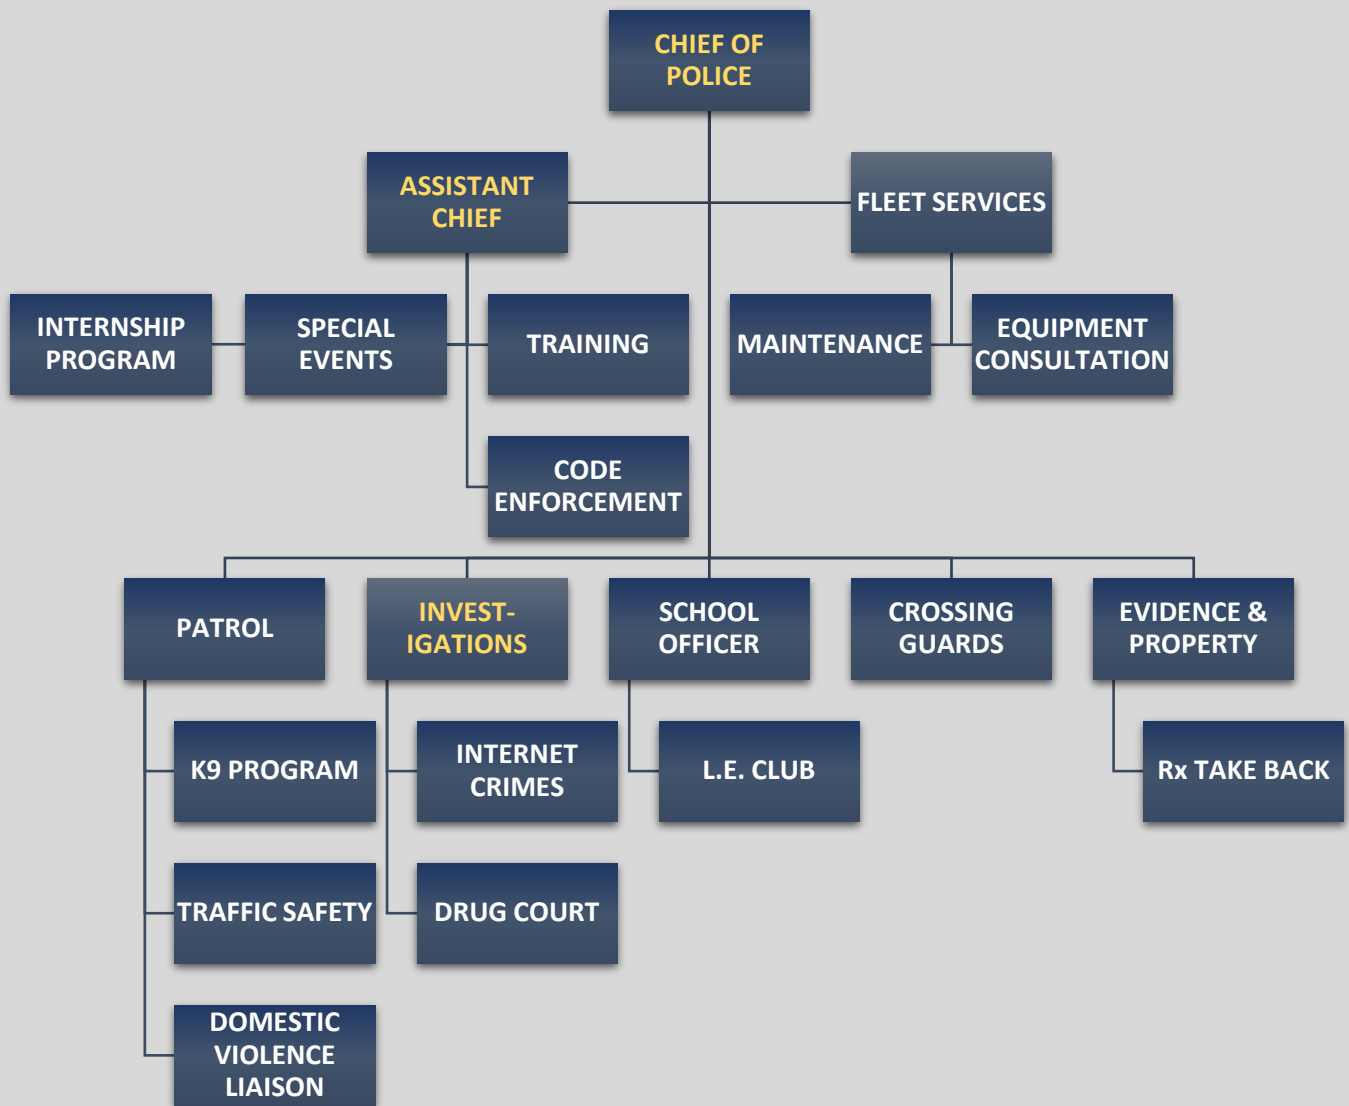 CHIEF OF
POLICE
ASSISTANT
CHIEF
FLEET SERVICES
INTERNSHIP
PROGRAM
SPECIAL
EVENTS
TRAINING
MAINTENANCE
EQUIPMENT
CONSULTATION
CODE
ENFORCEMENT
PATROL
INVEST-
IGATIONS
SCHOOL
OFFICER
CROSSING
GUARDS
EVIDENCE &
PROPERTY
K9 PROGRAM
INTERNET
CRIMES
L.E. CLUB
Rx TAKE BACK
TRAFFIC SAFETY
DRUG COURT
DOMESTIC
VIOLENCE
LIAISON